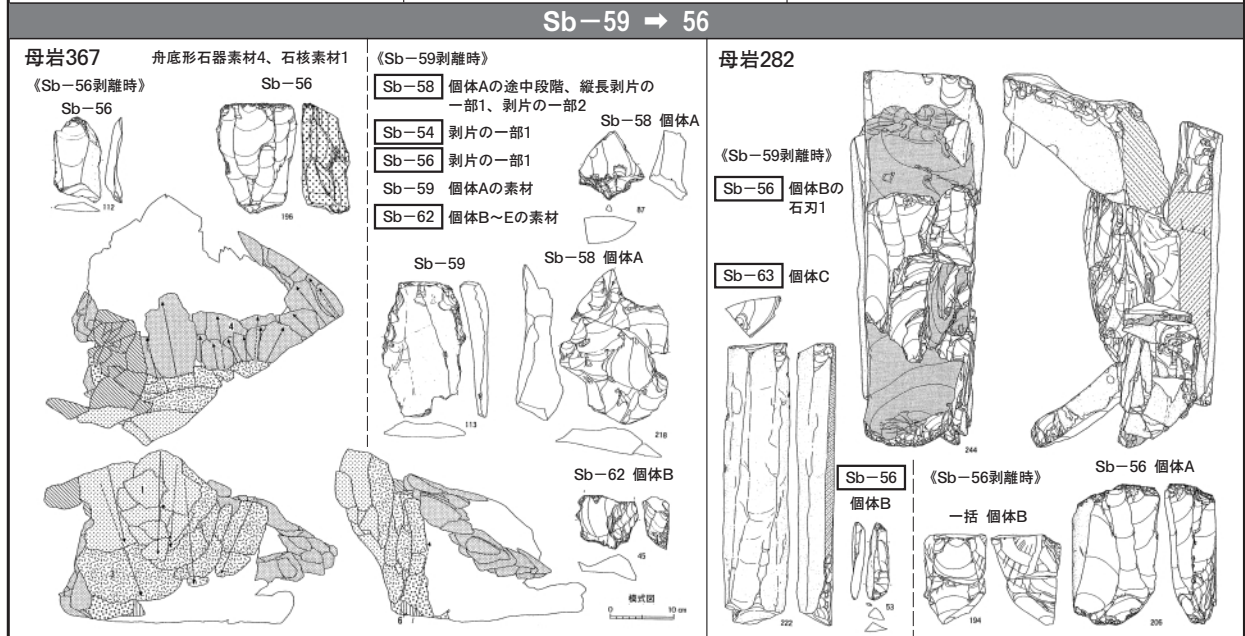 Sb－59 ➡ 56
母岩367 舟底形石器素材4、石核素材1
《Sb－56剥離時》
Sb－56
Sb－56
112
196
4
1
3
6
《Sb－59剥離時》
Sb－58 個体Aの途中段階、縦長剥片の
一部1、剥片の一部2
Sb－54 剥片の一部1
Sb－56 剥片の一部1
Sb－59 個体Aの素材
Sb－62 個体B～Eの素材
Sb－58 個体A
87
Sb－59
113
Sb－58 個体A
218
Sb－62 個体B
45
模式図
0 10cm
母岩282
《Sb－59剥離時》
Sb－56 個体Bの
石刃1
Sb－63 個体C
244
222
Sb－56
個体B
53
《Sb－56剥離時》
一括 個体B
194
Sb－56 個体A
206